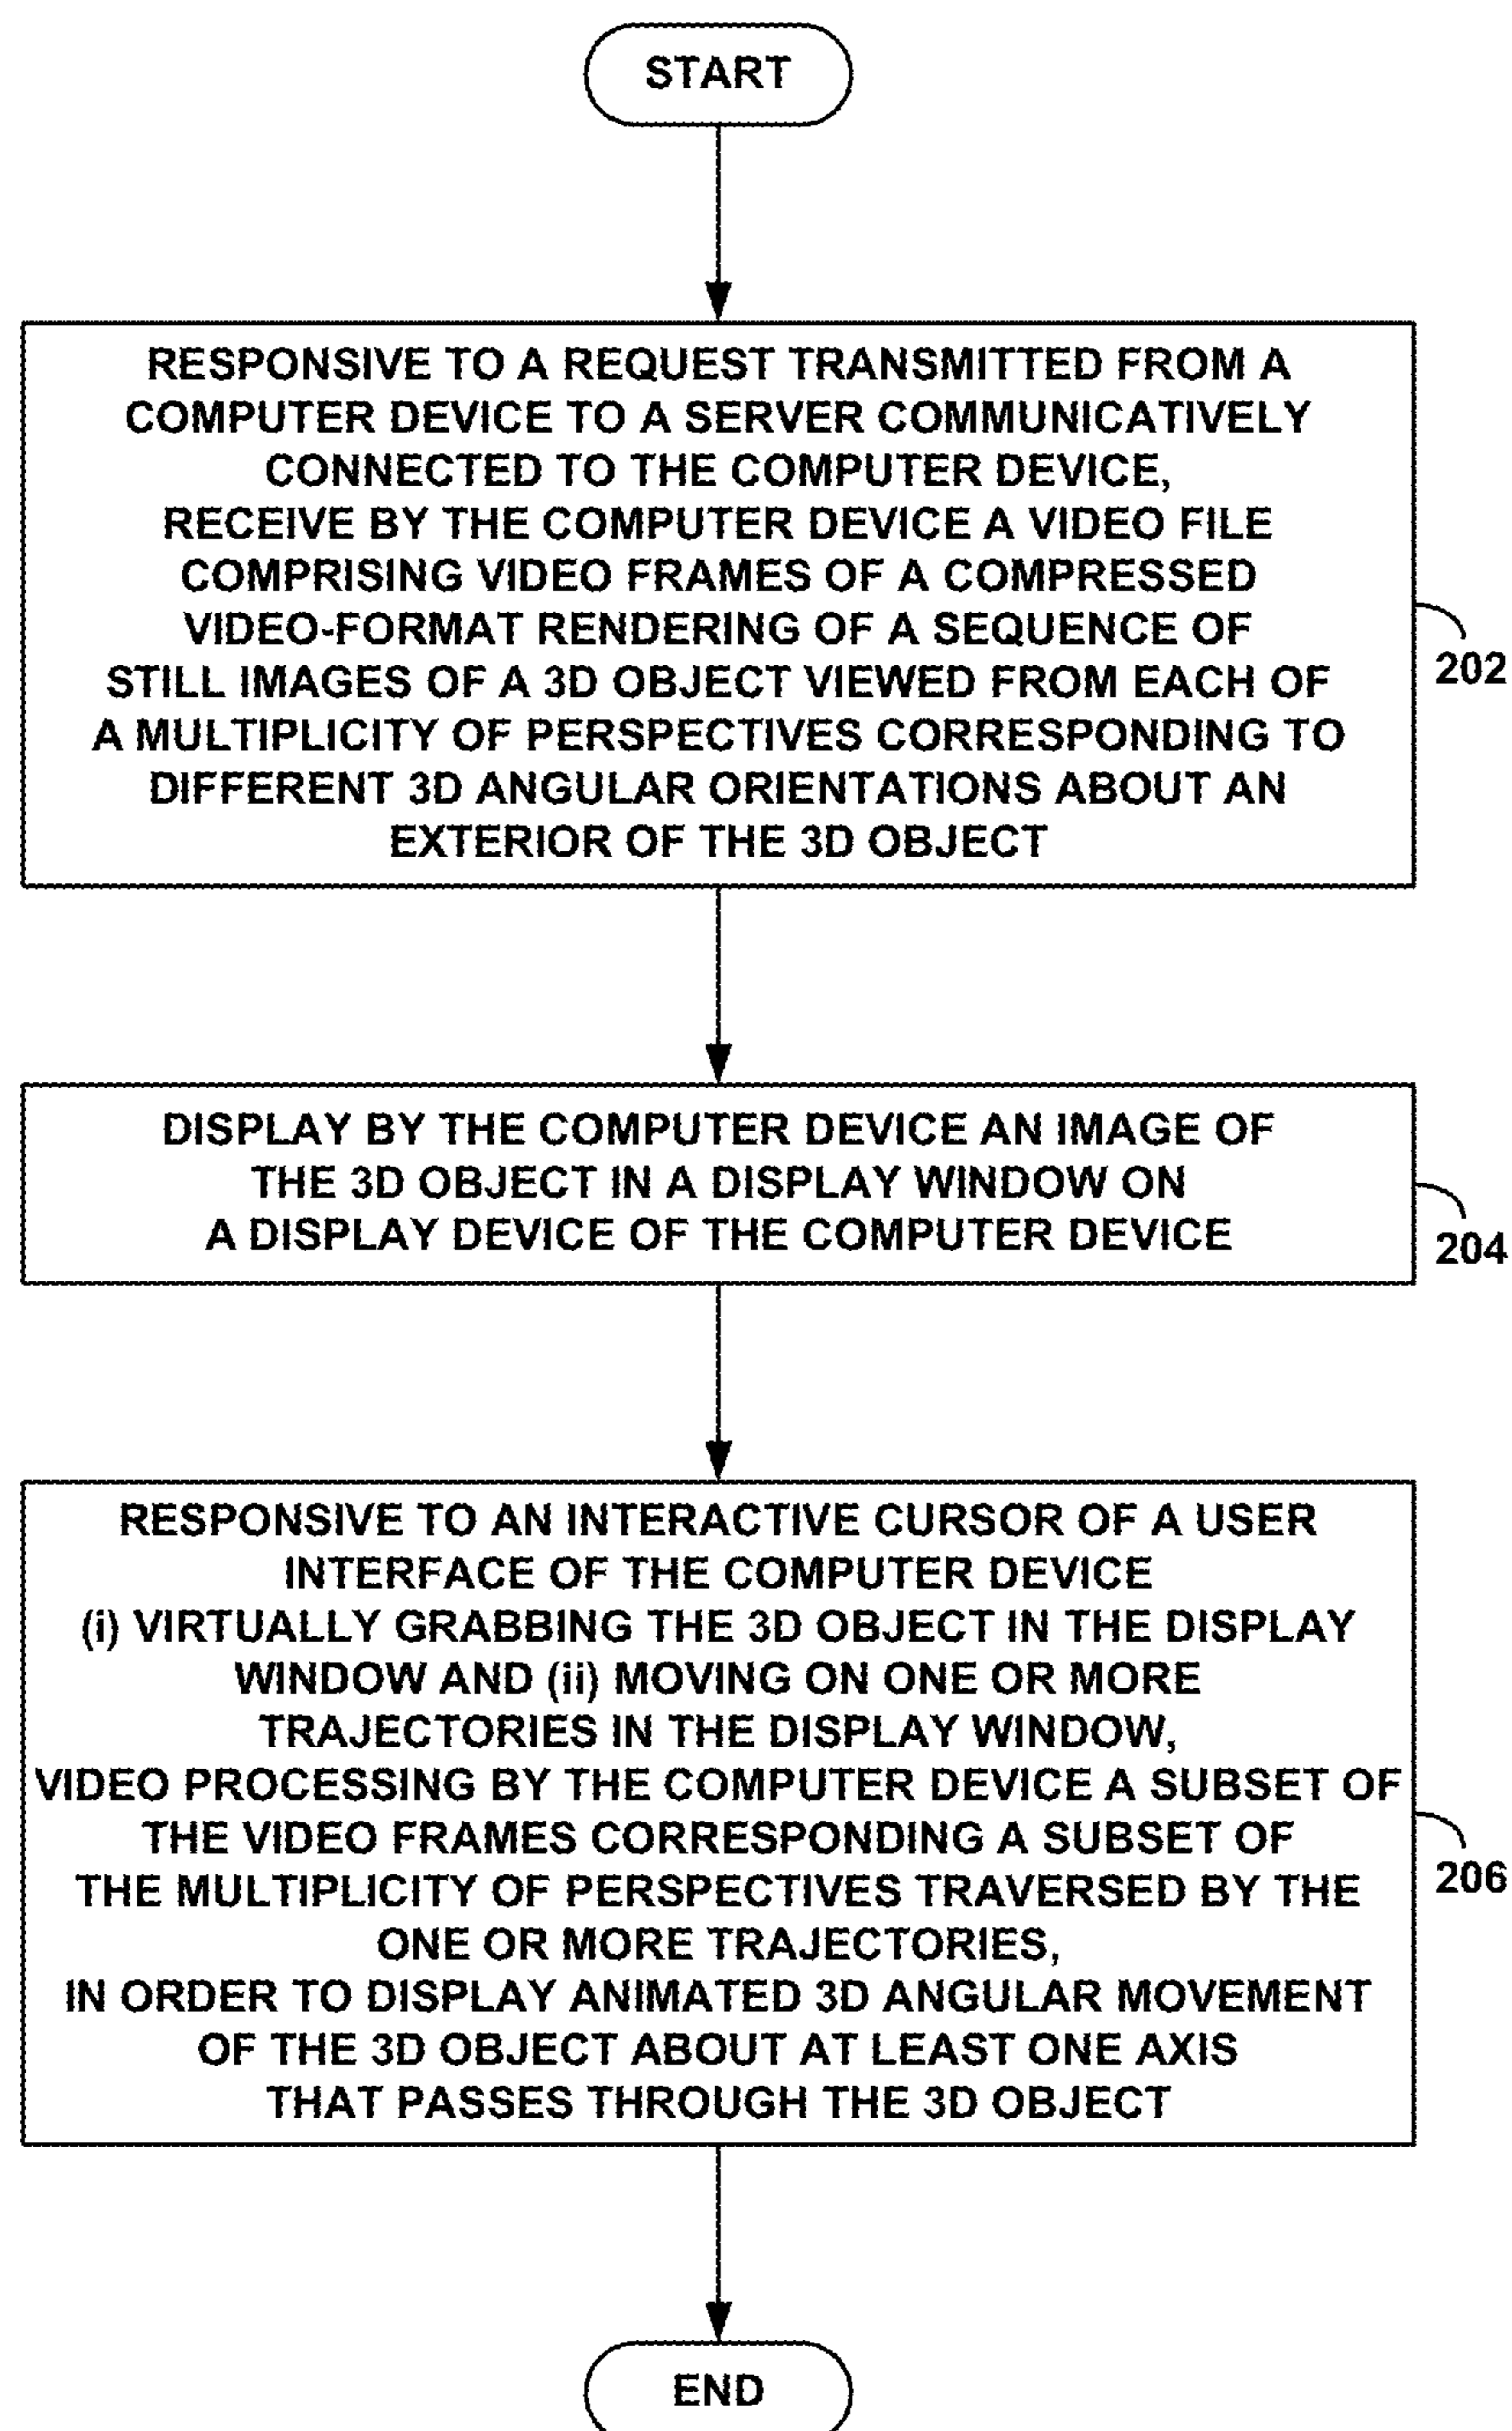 START
RESPONSIVE TO A REQUEST TRANSMITTED FROM A
COMPUTER DEVICE TO A SERVER COMMUNICATIVELY
CONNECTED TO THE COMPUTER DEVICE,
RECEIVE BY THE COMPUTER DEVICE A VIDEO FILE
COMPRISING VIDEO FRAMES OF A COMPRESSED
VIDEO-FORMAT RENDERING OF A SEQUENCE OF
STILL IMAGES OF A 3D OBJECT VIEWED FROM EACH OF
A MULTIPLICITY OF PERSPECTIVES CORRESPONDING TO
DIFFERENT 3D ANGULAR ORIENTATIONS ABOUT AN
EXTERIOR OF THE 3D OBJECT
202
DISPLAY BY THE COMPUTER DEVICE AN IMAGE OF
THE 3D OBJECT IN A DISPLAY WINDOW ON
A DISPLAY DEVICE OF THE COMPUTER DEVICE
204
RESPONSIVE TO AN INTERACTIVE CURSOR OF A USER
INTERFACE OF THE COMPUTER DEVICE
(i) VIRTUALLY GRABBING THE 3D OBJECT IN THE DISPLAY
WINDOW AND (ii) MOVING ON ONE OR MORE
TRAJECTORIES IN THE DISPLAY WINDOW,
VIDEO PROCESSING BY THE COMPUTER DEVICE A SUBSET OF
THE VIDEO FRAMES CORRESPONDING A SUBSET OF
THE MULTIPLICITY OF PERSPECTIVES TRAVERSED BY THE
ONE OR MORE TRAJECTORIES,
IN ORDER TO DISPLAY ANIMATED 3D ANGULAR MOVEMENT
OF THE 3D OBJECT ABOUT AT LEAST ONE AXIS
THAT PASSES THROUGH THE 3D OBJECT
206
END